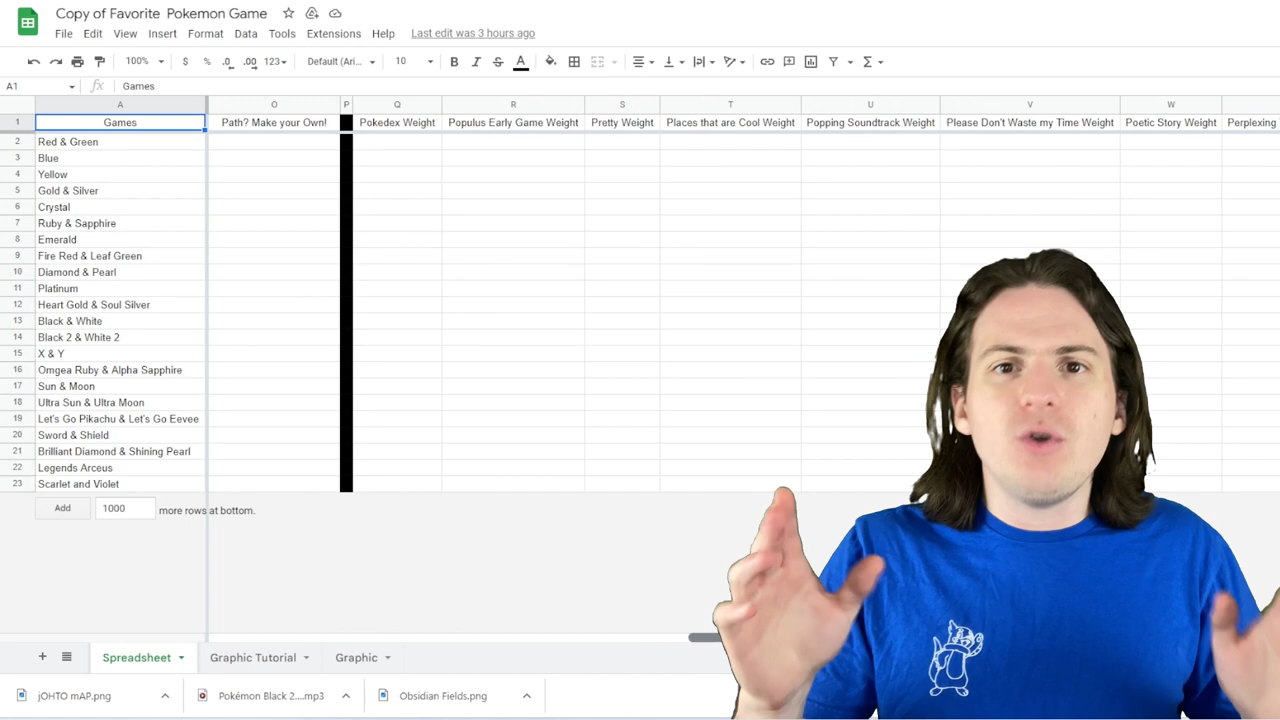 Copy of Favorite Pokemon Game
File Edit View Insert Format Data Tools Extensions Help Last edit was 3 hours ago
100% $ % .0 .00 123 Default (Ari... 10 B I S A
A1 fx Games
A O P Q R S T U V W
1 Games Path? Make your Own! Pokedex Weight Populus Early Game Weight Pretty Weight Places that are Cool Weight Popping Soundtrack Weight Please Don't Waste my Time Weight Poetic Story Weight Perplexing
2 Red & Green
3 Blue
4 Yellow
5 Gold & Silver
6 Crystal
7 Ruby & Sapphire
8 Emerald
9 Fire Red & Leaf Green
10 Diamond & Pearl
11 Platinum
12 Heart Gold & Soul Silver
13 Black & White
14 Black 2 & White 2
15 X & Y
16 Omgea Ruby & Alpha Sapphire
17 Sun & Moon
18 Ultra Sun & Ultra Moon
19 Let's Go Pikachu & Let's Go Eevee
20 Sword & Shield
21 Brilliant Diamond & Shining Pearl
22 Legends Arceus
23 Scarlet and Violet
Add 1000 more rows at bottom.
Spreadsheet Graphic Tutorial Graphic
jOHTO mAP.png Pokémon Black 2....mp3 Obsidian Fields.png